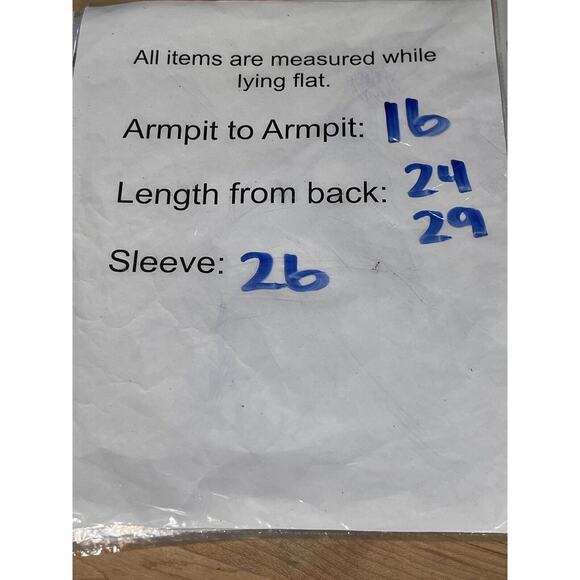 All items are measured while
lying flat.
Armpit to Armpit: 16
Length from back: 24
29
Sleeve: 26